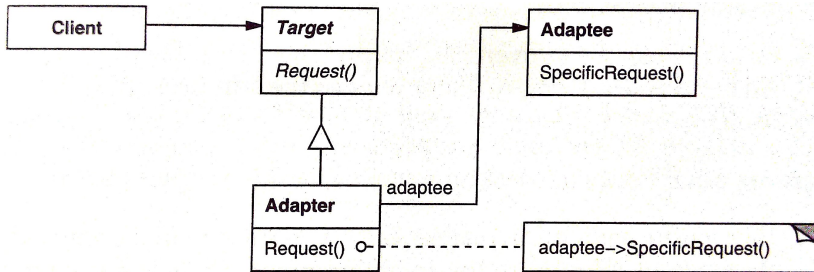 Client
Target
Request()
Adaptee
SpecificRequest()
adaptee
Adapter
Request()
adaptee->SpecificRequest()